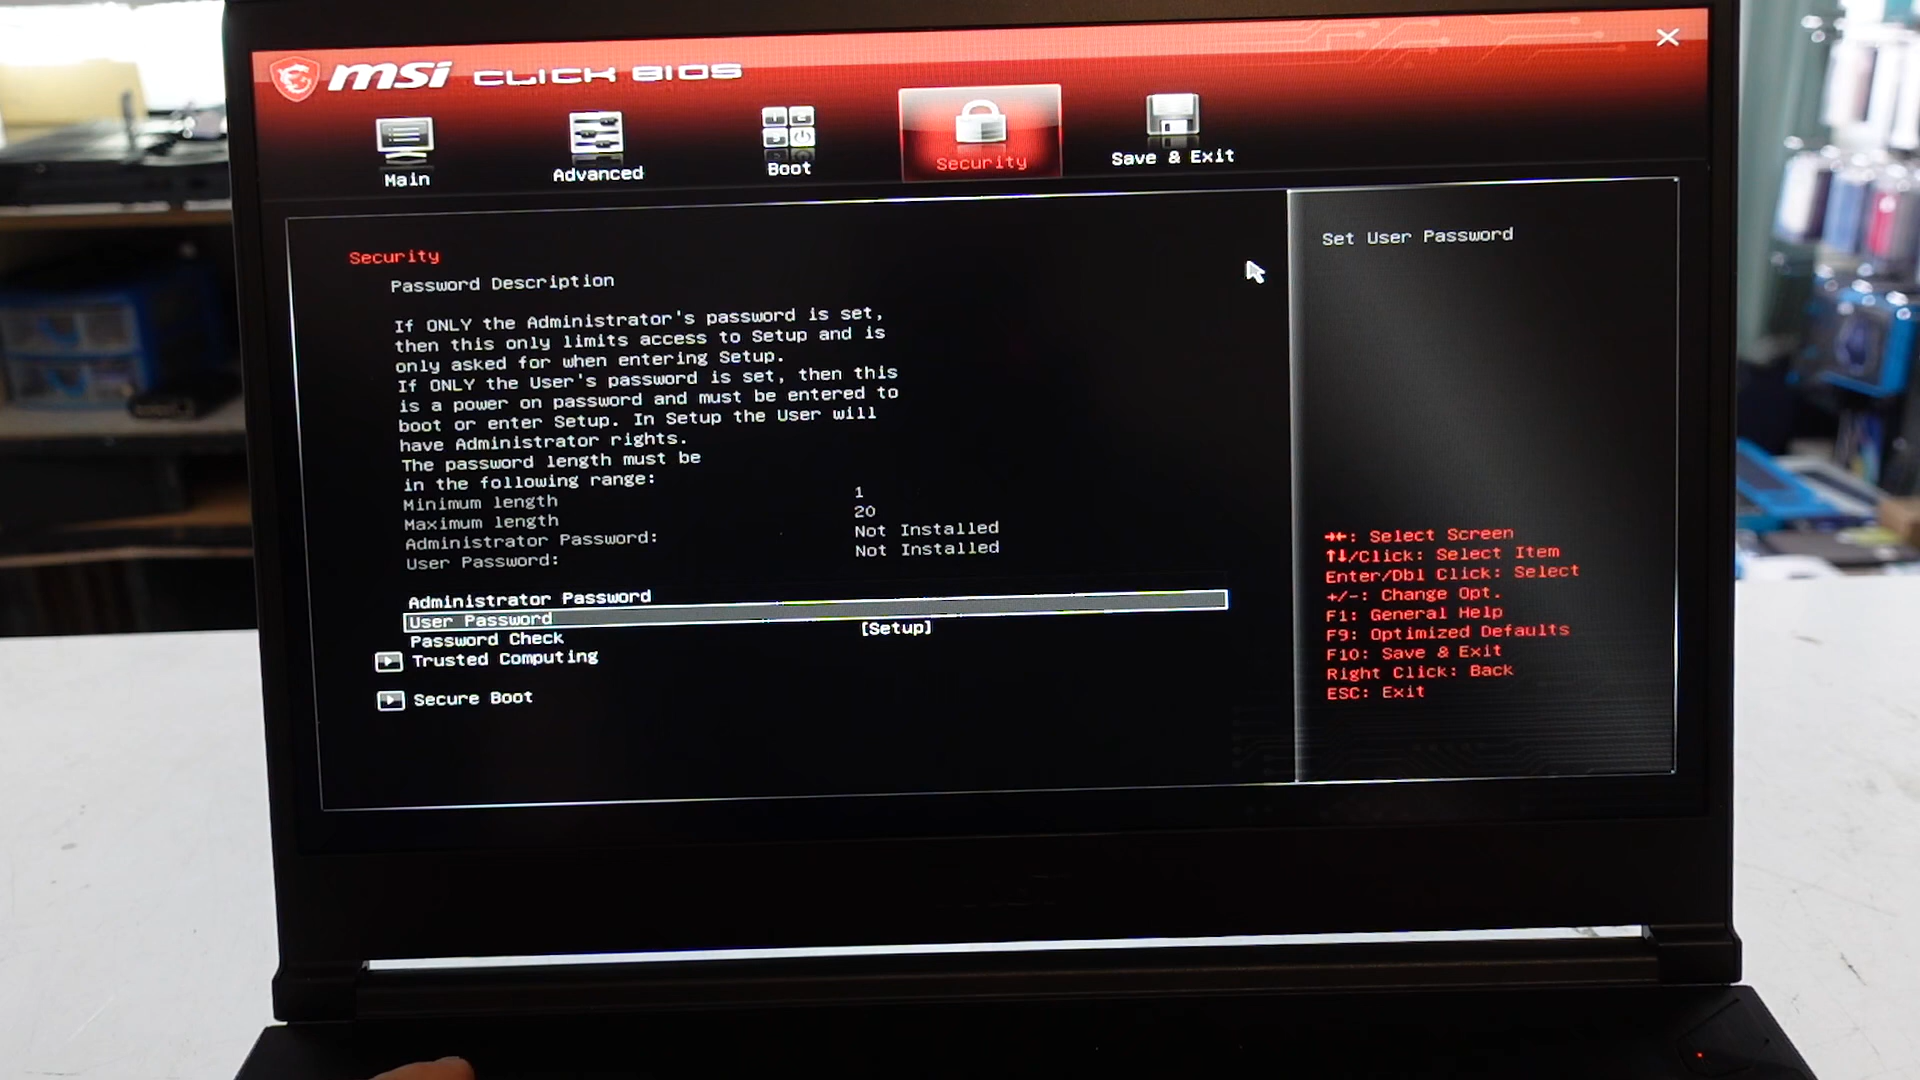 msi CLICK BIOS
Main
Advanced
Boot
Security
Save & Exit
Security
Password Description
If ONLY the Administrator's password is set,
then this only limits access to Setup and is
only asked for when entering Setup.
If ONLY the User's password is set, then this
is a power on password and must be entered to
boot or enter Setup. In Setup the User will
have Administrator rights.
The password length must be
in the following range:
Minimum length 1
Maximum length 20
Administrator Password: Not Installed
User Password: Not Installed
Administrator Password
User Password
Password Check [Setup]
Trusted Computing
Secure Boot
Set User Password
→←: Select Screen
↑↓/Click: Select Item
Enter/Dbl Click: Select
+/-: Change Opt.
F1: General Help
F9: Optimized Defaults
F10: Save & Exit
Right Click: Back
ESC: Exit